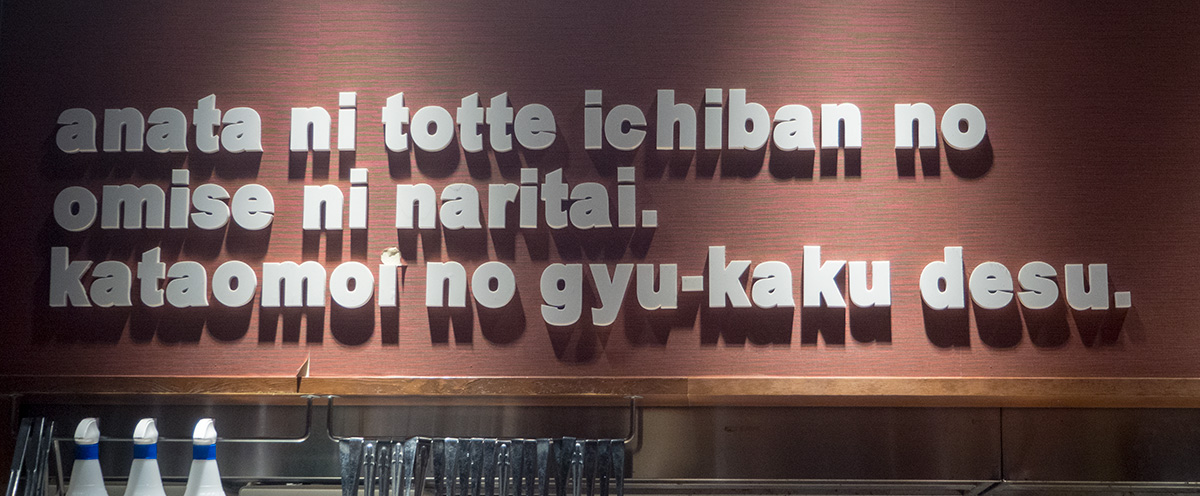 anata ni totte ichiban no
omise ni naritai.
kataomoi no gyu-kaku desu.